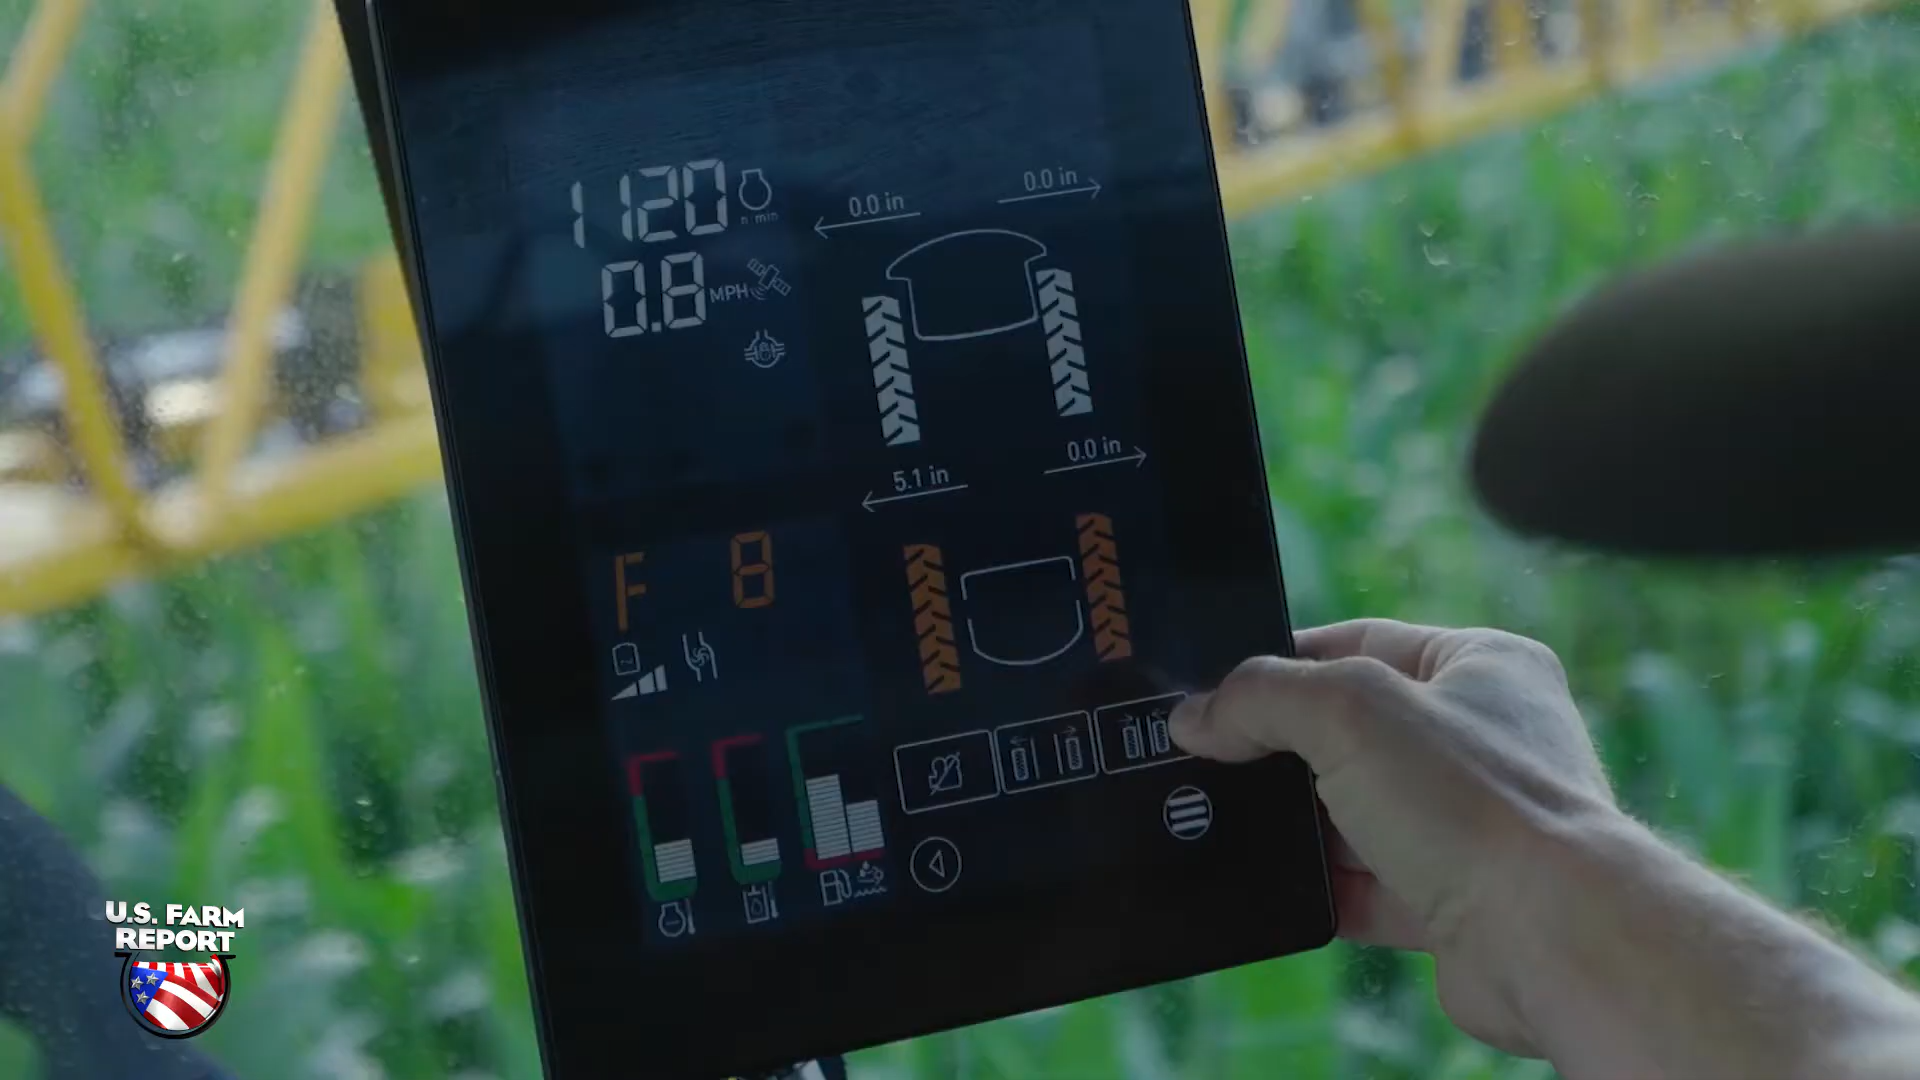 1120
n/min
0.8 MPH
0.0 in
0.0 in
5.1 in
0.0 in
F 8
U.S. FARM
REPORT